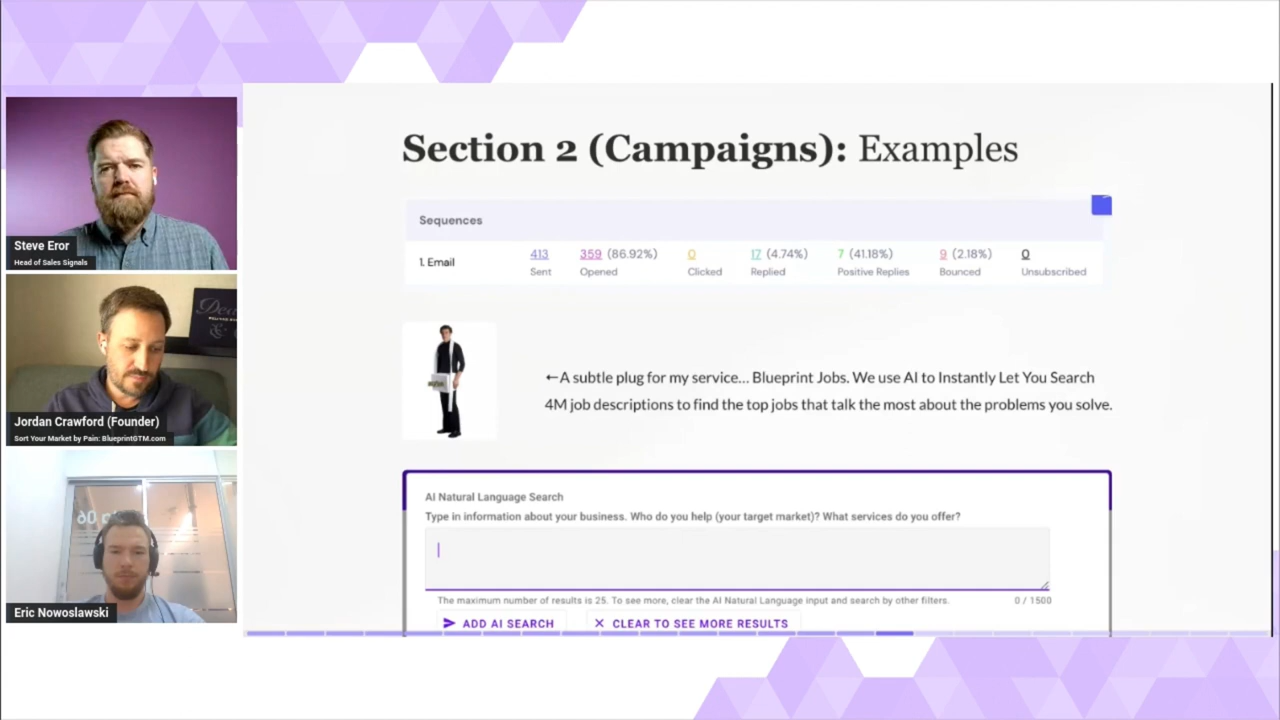 Steve Eror
Head of Sales Signals
Jordan Crawford (Founder)
Sort Your Market by Pain: BlueprintGTM.com
Eric Nowoslawski
Section 2 (Campaigns): Examples
Sequences
1. Email
413
Sent
359 (86.92%)
Opened
0
Clicked
17 (4.74%)
Replied
7 (41.18%)
Positive Replies
9 (2.18%)
Bounced
0
Unsubscribed
←A subtle plug for my service... Blueprint Jobs. We use AI to Instantly Let You Search
4M job descriptions to find the top jobs that talk the most about the problems you solve.
AI Natural Language Search
Type in information about your business. Who do you help (your target market)? What services do you offer?
The maximum number of results is 25. To see more, clear the AI Natural Language input and search by other filters.
0 / 1500
ADD AI SEARCH
CLEAR TO SEE MORE RESULTS